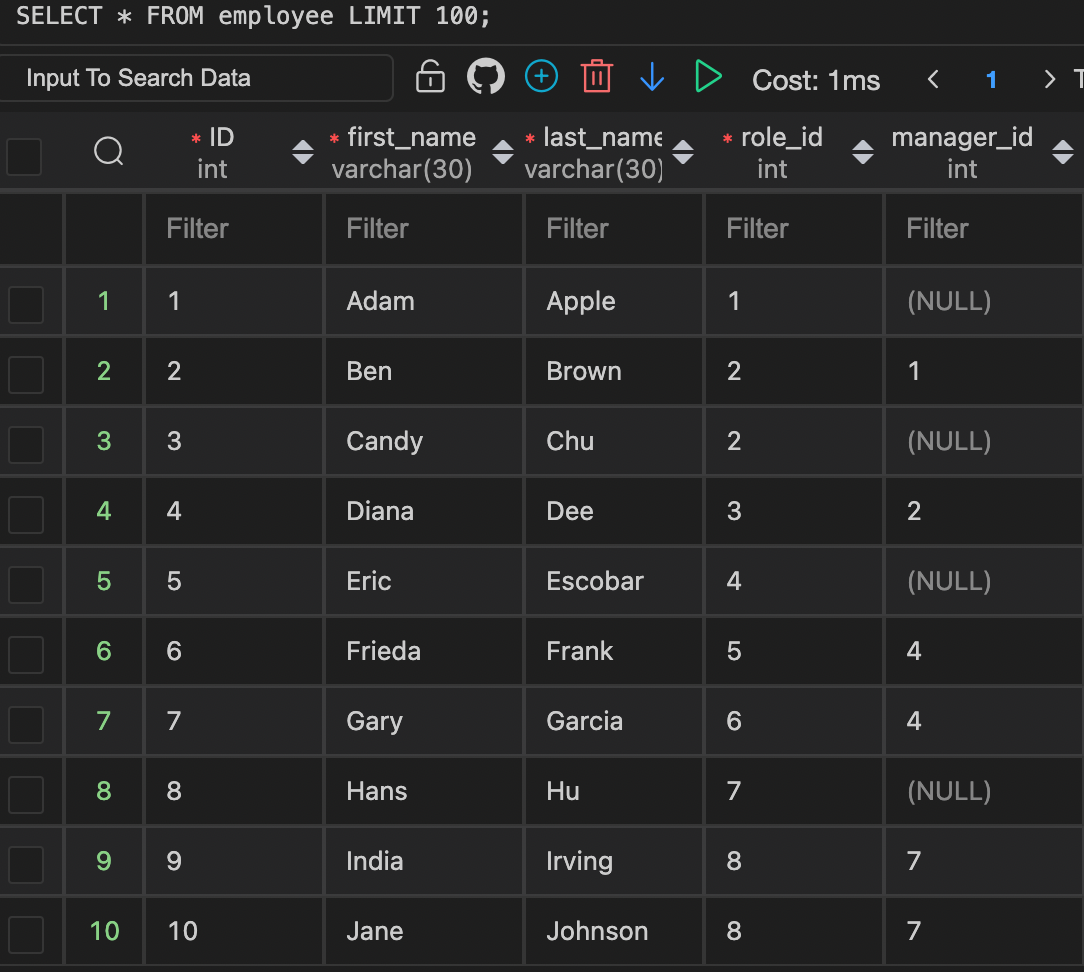 SELECT * FROM employee LIMIT 100;
Input To Search Data Cost: 1ms 1 T
* ID * first_name * last_name * role_id manager_id
int varchar(30) varchar(30) int int
Filter Filter Filter Filter Filter
1 1 Adam Apple 1 (NULL)
2 2 Ben Brown 2 1
3 3 Candy Chu 2 (NULL)
4 4 Diana Dee 3 2
5 5 Eric Escobar 4 (NULL)
6 6 Frieda Frank 5 4
7 7 Gary Garcia 6 4
8 8 Hans Hu 7 (NULL)
9 9 India Irving 8 7
10 10 Jane Johnson 8 7